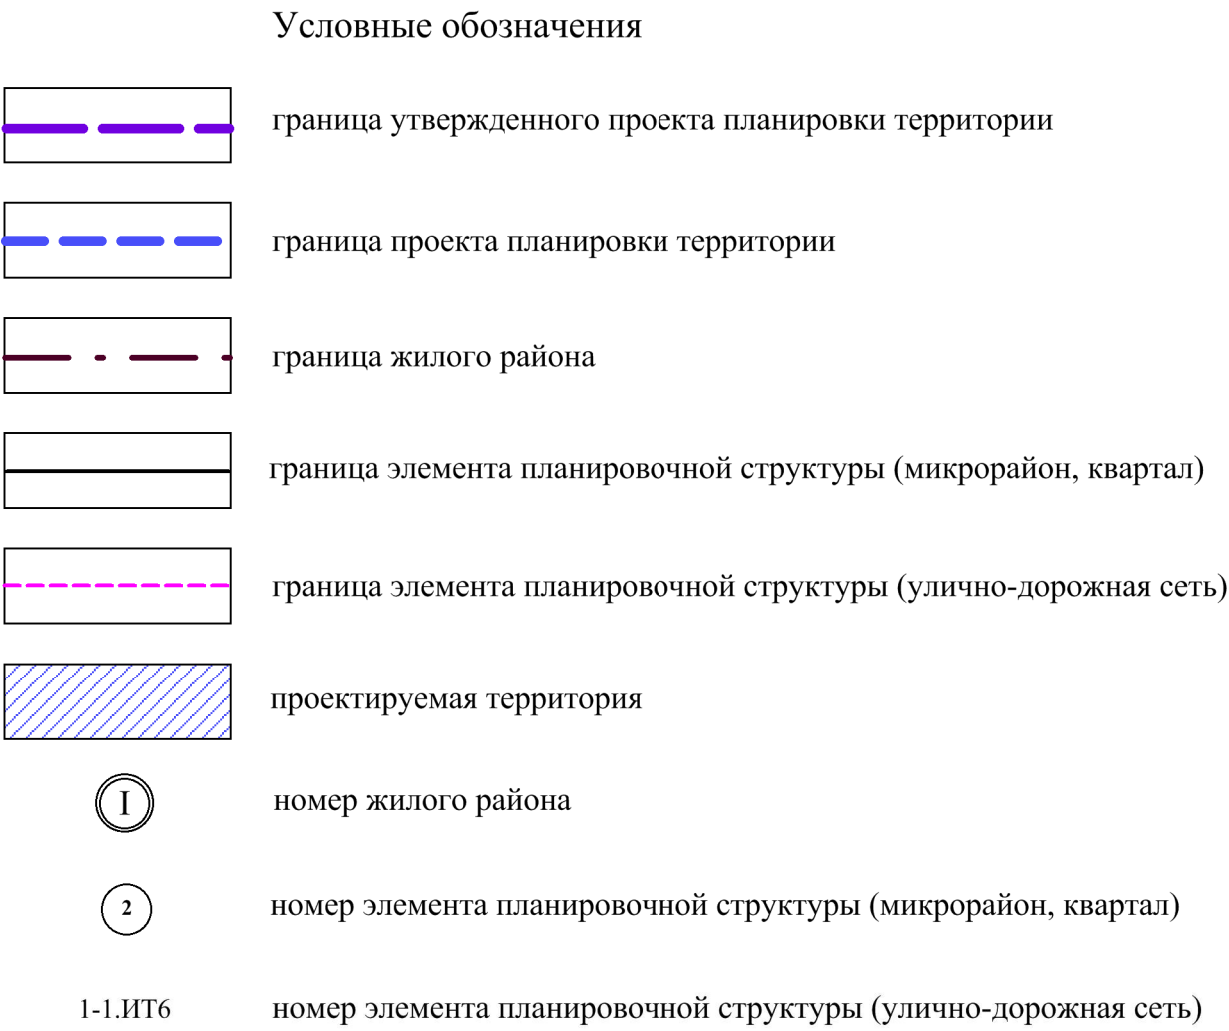 Условные обозначения
граница утвержденного проекта планировки территории
граница проекта планировки территории
граница жилого района
граница элемента планировочной структуры (микрорайон, квартал)
граница элемента планировочной структуры (улично-дорожная сеть)
проектируемая территория
I номер жилого района
2 номер элемента планировочной структуры (микрорайон, квартал)
1-1.ИТ6 номер элемента планировочной структуры (улично-дорожная сеть)